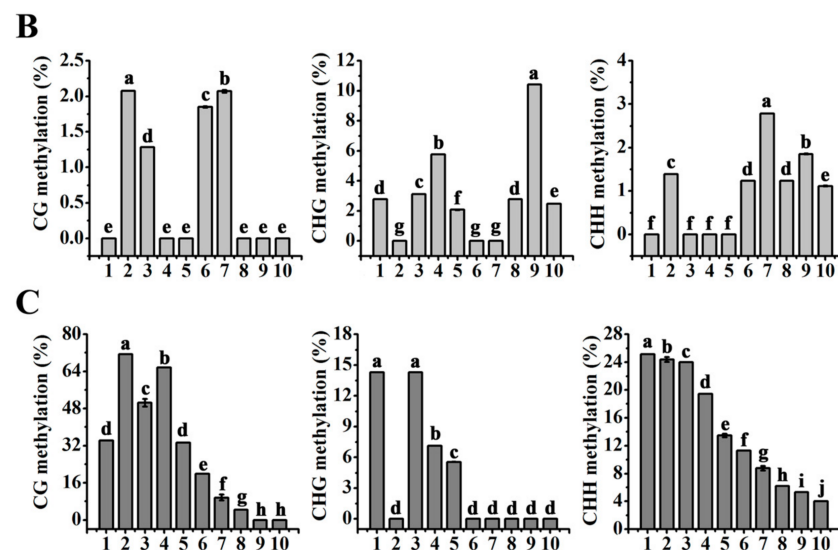 B
CG methylation (%)
2.5
2.0
1.5
1.0
0.5
0.0
e a d e e c b e e e
1 2 3 4 5 6 7 8 9 10
CHG methylation (%)
12
10
8
6
4
2
0
d g c b f g g d a e
1 2 3 4 5 6 7 8 9 10
CHH methylation (%)
4
3
2
1
0
f c f f f d a d b e
1 2 3 4 5 6 7 8 9 10
C
CG methylation (%)
80
64
48
32
16
0
d a c b d e f g h h
1 2 3 4 5 6 7 8 9 10
CHG methylation (%)
18
15
12
9
6
3
0
a d a b c d d d d d
1 2 3 4 5 6 7 8 9 10
CHH methylation (%)
28
24
20
16
12
8
4
0
a b c d e f g h i j
1 2 3 4 5 6 7 8 9 10